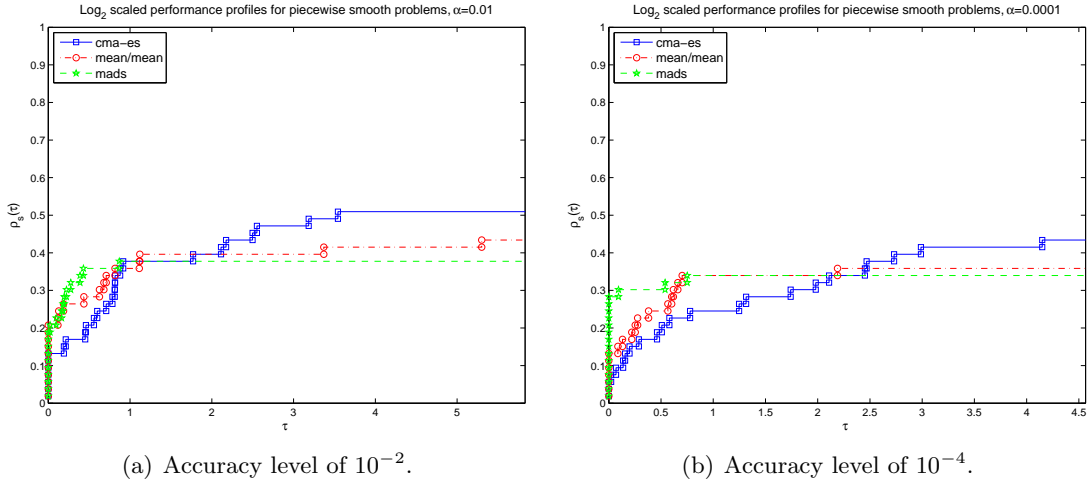 Log2 scaled performance profiles for piecewise smooth problems, α=0.01
1
0.9
0.8
0.7
0.6
0.5
0.4
0.3
0.2
0.1
0
ρs(τ)
cma−es
mean/mean
mads
0 1 2 3 4 5
τ
(a) Accuracy level of 10−2.
Log2 scaled performance profiles for piecewise smooth problems, α=0.0001
1
0.9
0.8
0.7
0.6
0.5
0.4
0.3
0.2
0.1
0
ρs(τ)
cma−es
mean/mean
mads
0 0.5 1 1.5 2 2.5 3 3.5 4 4.5
τ
(b) Accuracy level of 10−4.